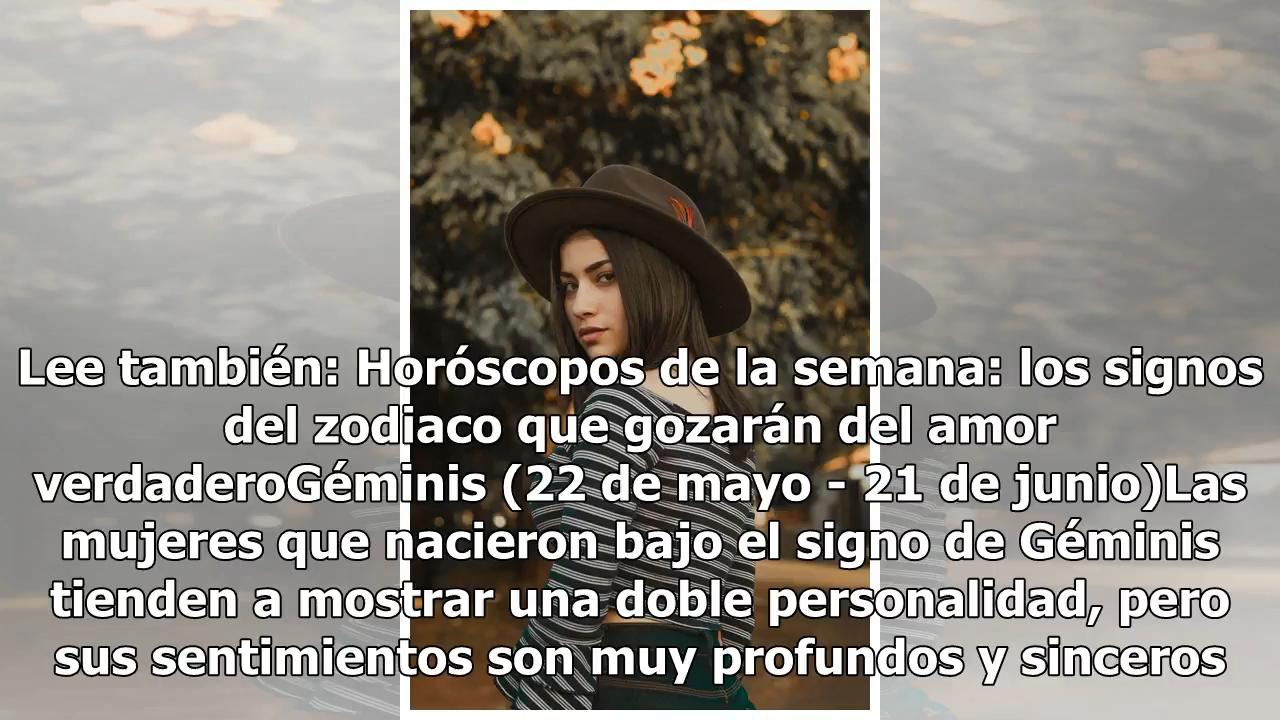 Lee también: Horóscopos de la semana: los signos
del zodiaco que gozarán del amor
verdaderoGéminis (22 de mayo - 21 de junio)Las
mujeres que nacieron bajo el signo de Géminis
tienden a mostrar una doble personalidad, pero
sus sentimientos son muy profundos y sinceros